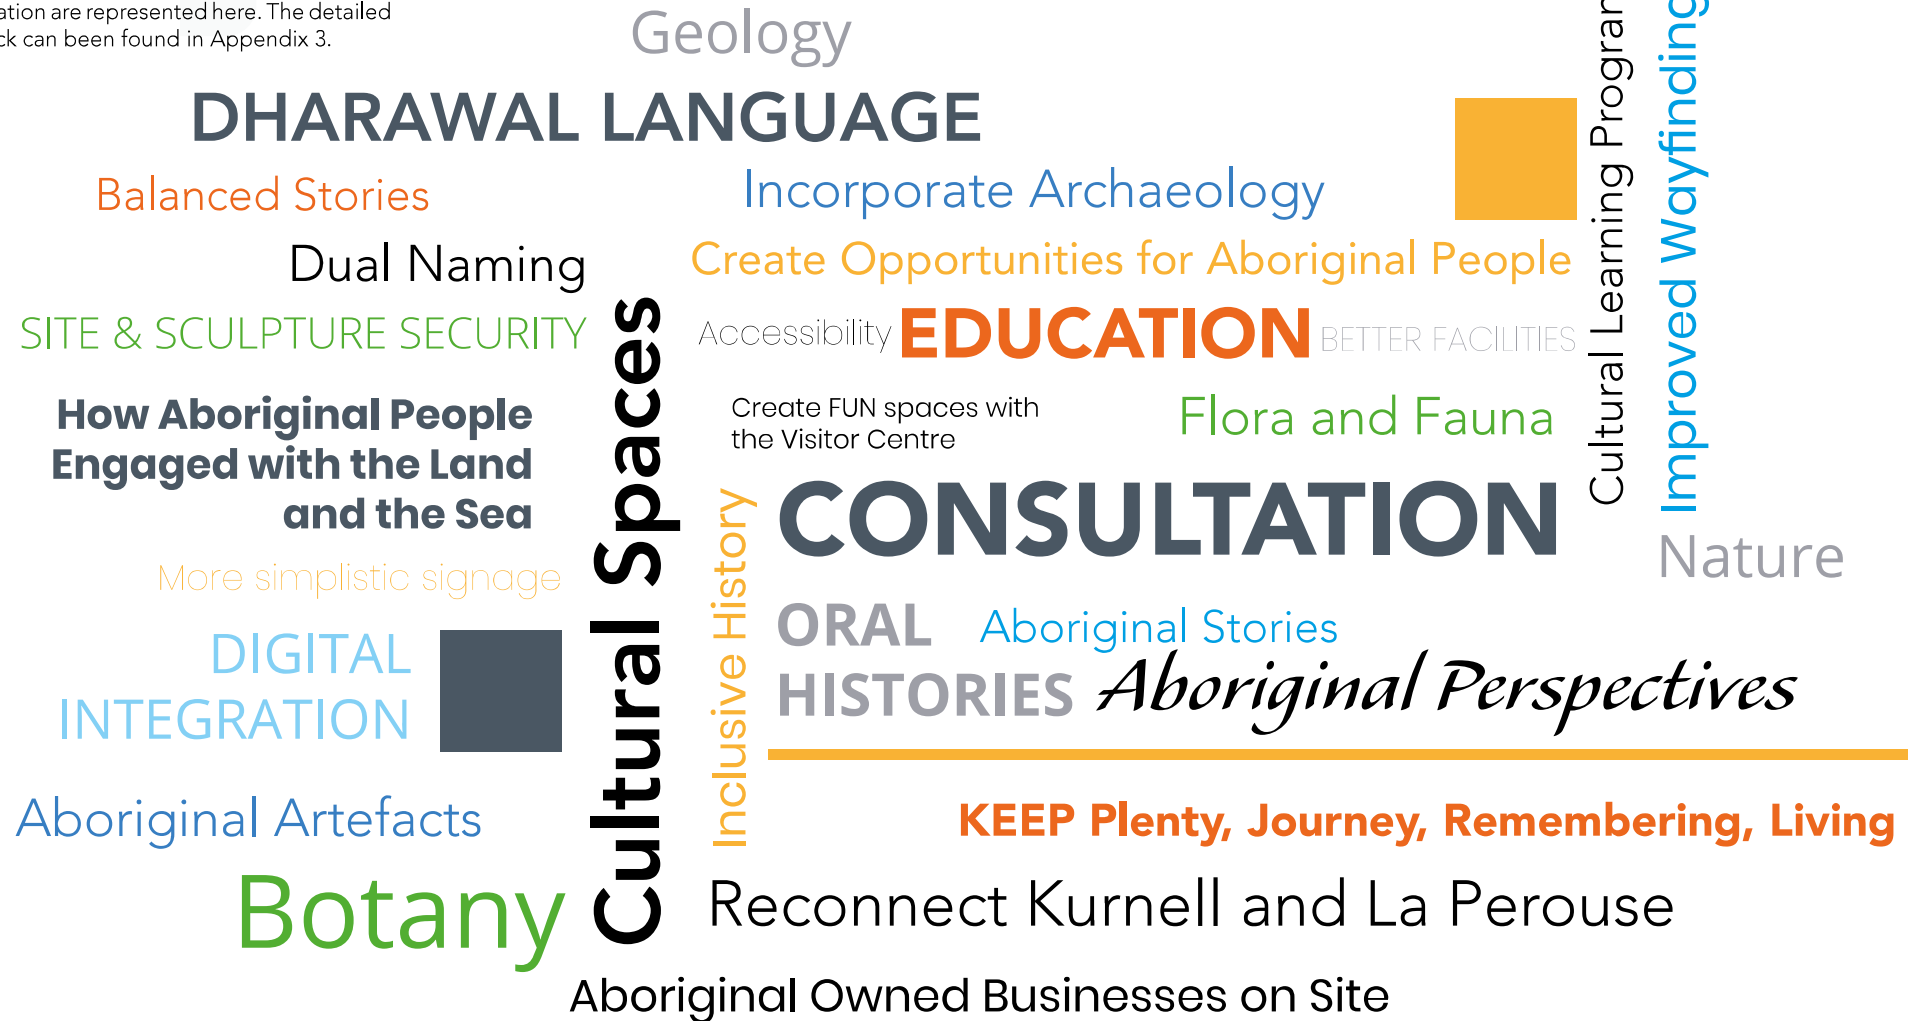 are represented here. The detailed
can been found in Appendix 3.
Geology
DHARAWAL LANGUAGE
Balanced Stories
Incorporate Archaeology
Dual Naming
Create Opportunities for Aboriginal People
SITE & SCULPTURE SECURITY
Accessibility
EDUCATION
BETTER FACILITIES
Cultural Learning
Improved Wayfinding
How Aboriginal People
Engaged with the Land
and the Sea
Create FUN spaces with
the Visitor Centre
Flora and Fauna
Cultural Spaces
Inclusive History
CONSULTATION
Nature
More simplistic signage
ORAL
HISTORIES
Aboriginal Stories
Aboriginal Perspectives
DIGITAL
INTEGRATION
Aboriginal Artefacts
KEEP Plenty, Journey, Remembering, Living
Botany
Reconnect Kurnell and La Perouse
Aboriginal Owned Businesses on Site